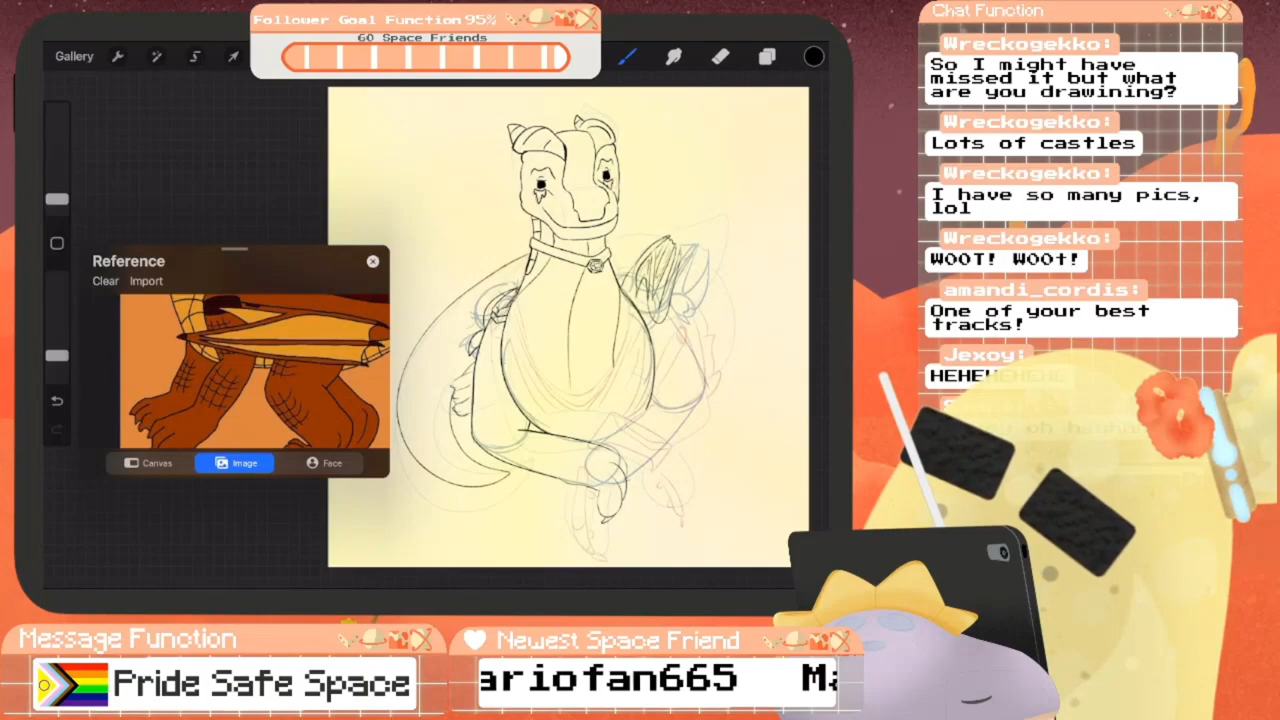 Follower Goal Function 95%
60 Space Friends
Gallery
Reference
Clear Import
Canvas Image Face
Chat Function
Wreckogekko:
So I might have
missed it but what
are you drawining?
Wreckogekko:
Lots of castles
Wreckogekko:
I have so many pics,
lol
Wreckogekko:
WOOT! WOOt!
amandi_cordis:
One of your best
tracks!
Jexoy:
HEHEHEHEHE
Message Function
Pride Safe Space
Newest Space Friend
ariofan665